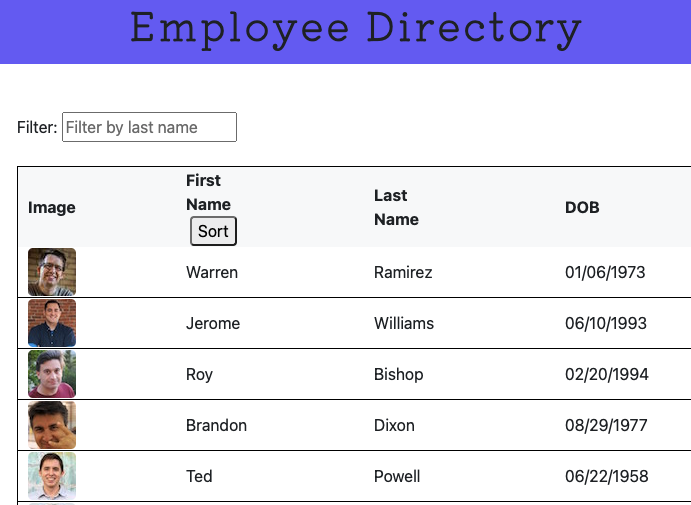 Employee Directory
Filter: Filter by last name
Image First Name Sort Last Name DOB
Warren Ramirez 01/06/1973
Jerome Williams 06/10/1993
Roy Bishop 02/20/1994
Brandon Dixon 08/29/1977
Ted Powell 06/22/1958